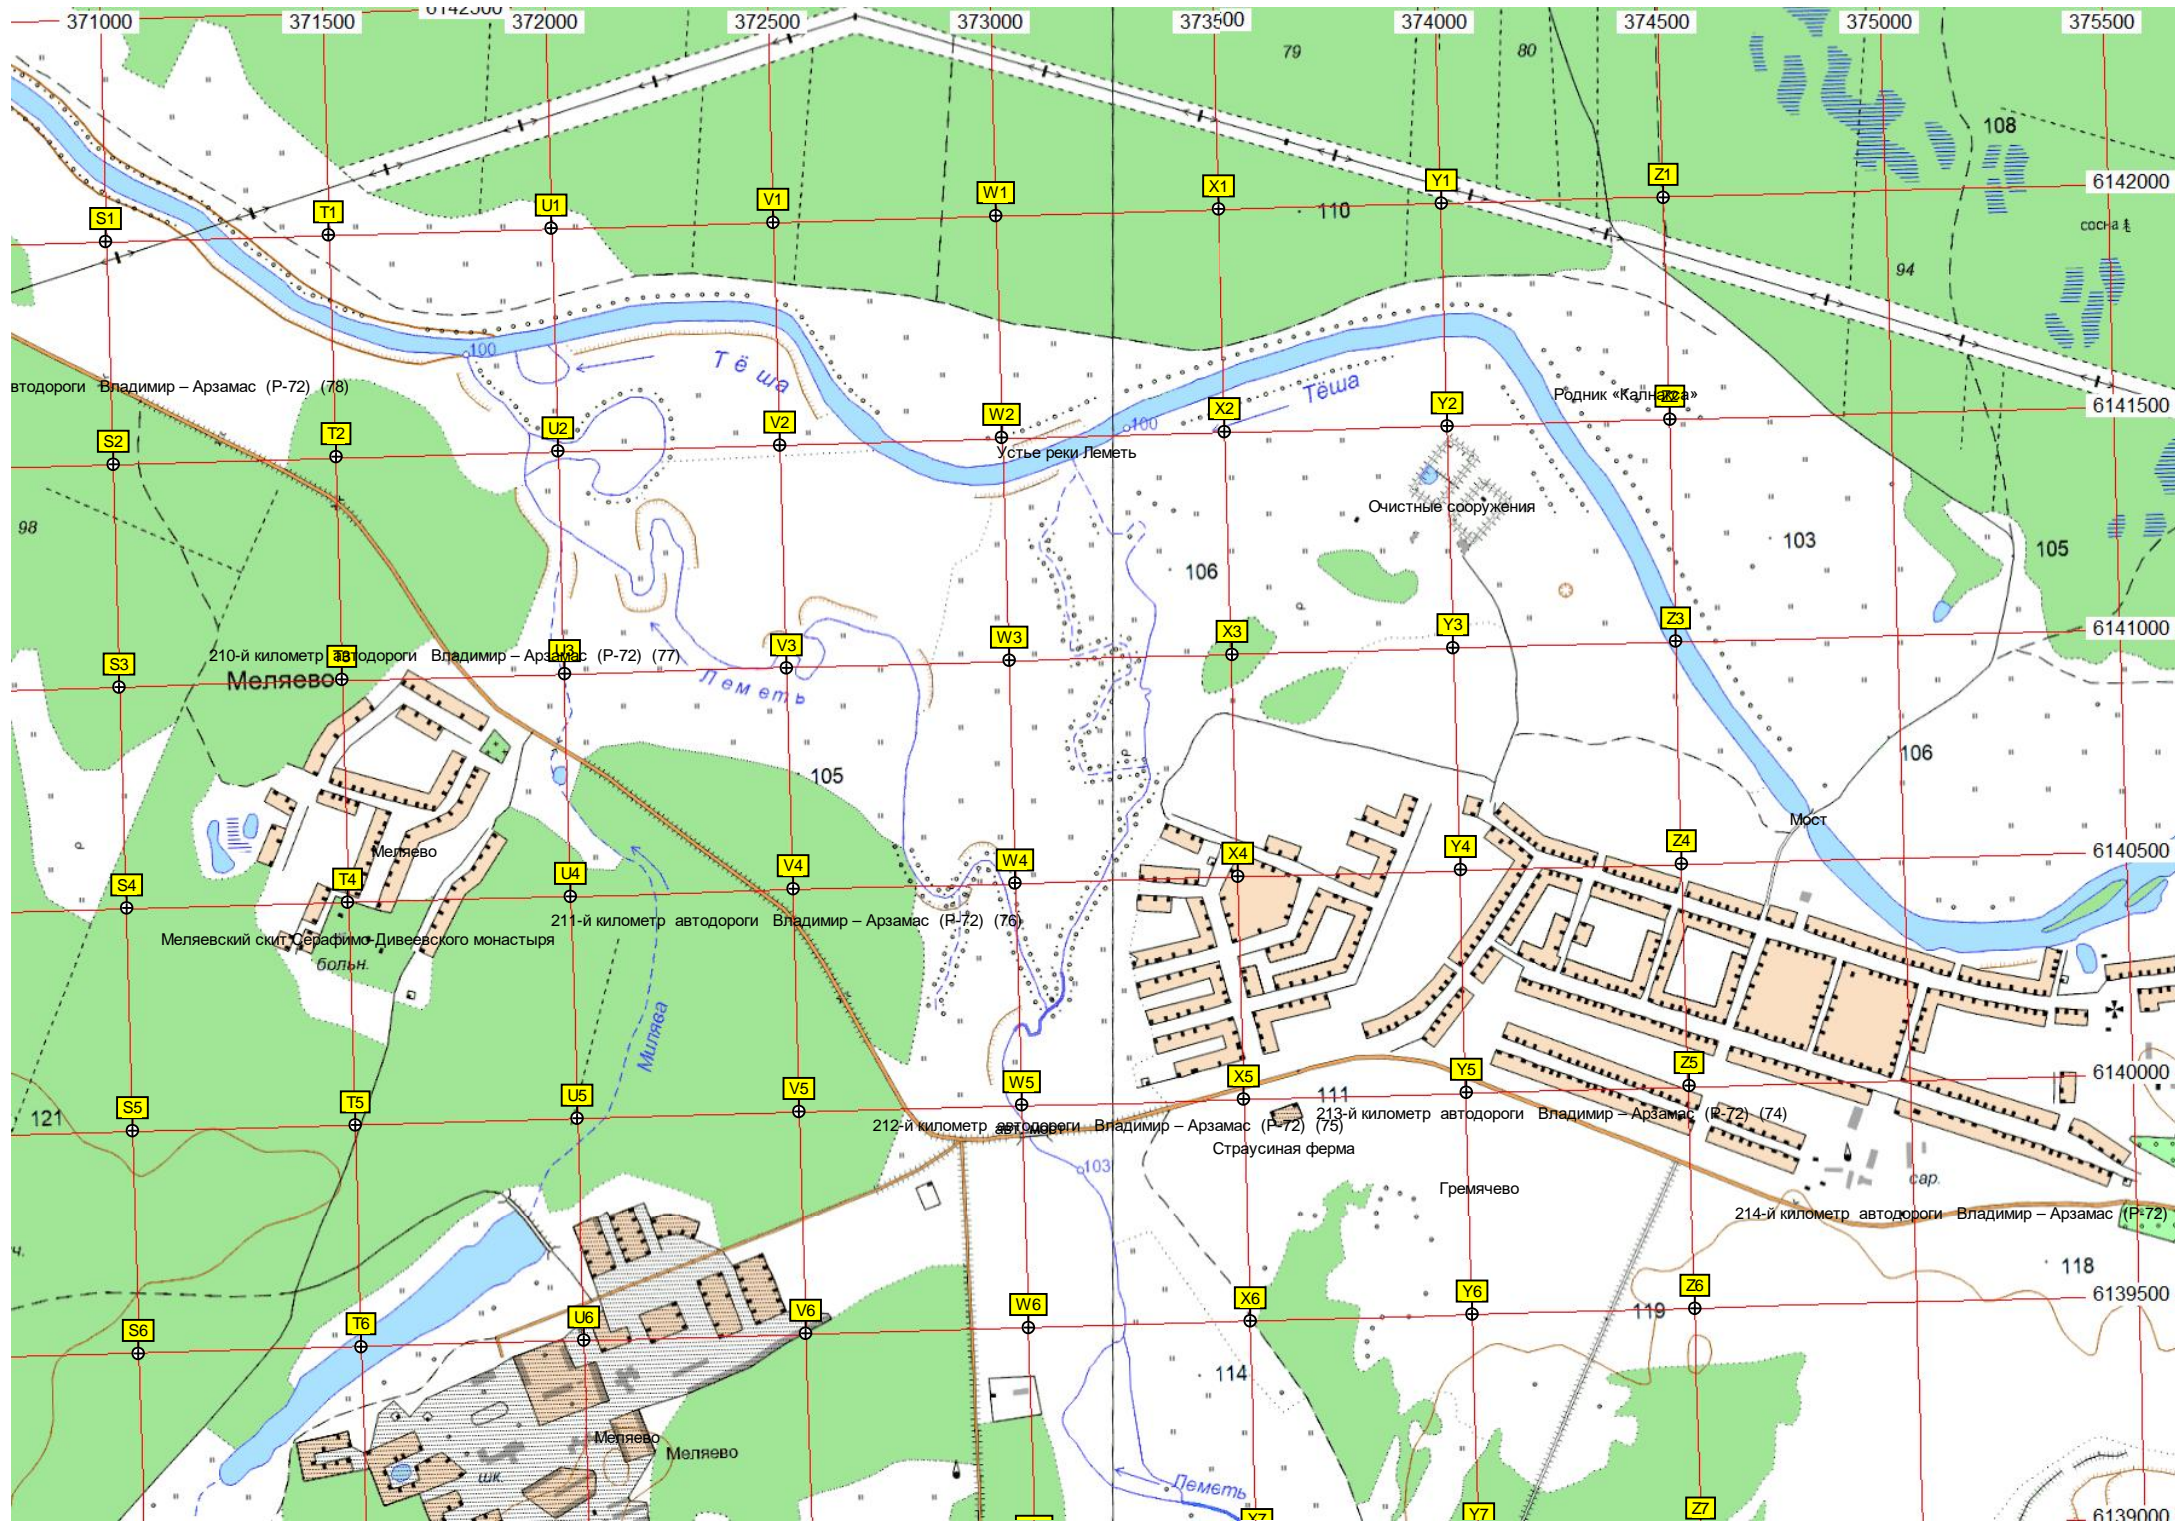 6142500
371000 371500 372000 372500 373000 373500 374000 374500 375000 375500
79
80
108
Z1
6142000
Y1
X1
W1
V1
U1
T1
S1
110
сосна
94
100
Тёша
Тёша
втодороги Владимир – Арзамас (Р-72) (78)
Родник «Калнакса»
6141500
Y2
X2
W2
V2
U2
T2
S2
100
Устье реки Леметь
Очистные сооружения
98
103
105
106
Z3
6141000
Y3
X3
W3
V3
U3
S3
210-й километр автодороги Владимир – Арзамас (Р-72) (77)
Меляево
Леметь
106
105
Мост
Меляево
Z4
6140500
Y4
X4
W4
V4
U4
T4
S4
211-й километр автодороги Владимир – Арзамас (Р-72) (76)
Меляевский скит Серафимо-Дивеевского монастыря
больн.
Милява
Z5
6140000
Y5
X5
W5
V5
U5
T5
S5
121
111
213-й километр автодороги Владимир – Арзамас (Р-72) (74)
212-й километр автодороги Владимир – Арзамас (Р-72) (75)
Страусиная ферма
103
сар.
Гремячево
214-й километр автодороги Владимир – Арзамас (Р-72)
ч.
118
Z6
6139500
Y6
X6
W6
V6
U6
T6
S6
119
114
Меляево
Меляево
шк.
Леметь
Z7
Y7
X7
6139000